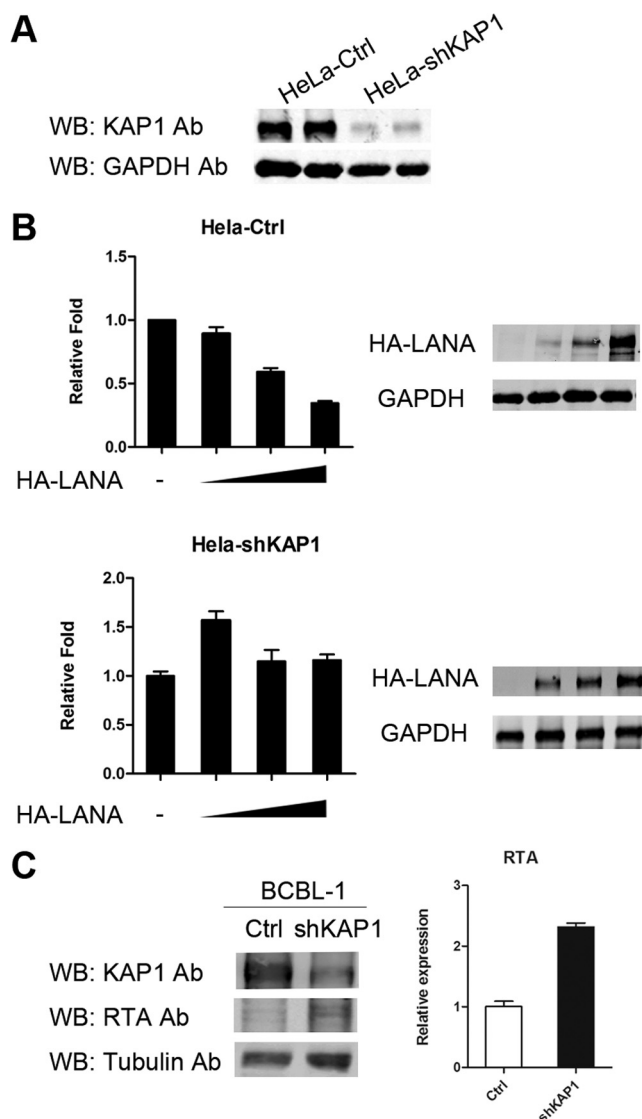 A
HeLa-Ctrl HeLa-shKAP1
WB: KAP1 Ab
WB: GAPDH Ab
B
Hela-Ctrl
Relative Fold
1.5
1.0
0.5
0.0
HA-LANA -
HA-LANA
GAPDH
Hela-shKAP1
Relative Fold
2.0
1.5
1.0
0.5
0.0
HA-LANA -
HA-LANA
GAPDH
C
BCBL-1
Ctrl shKAP1
WB: KAP1 Ab
WB: RTA Ab
WB: Tubulin Ab
RTA
Relative expression
3
2
1
0
Ctrl
shKAP1